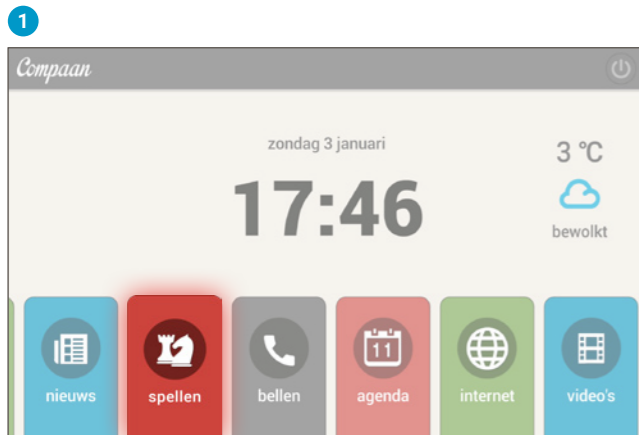 1
Compaan
zondag 3 januari
17:46
3 °C
bewolkt
11
nieuws
spellen
bellen
agenda
internet
video's